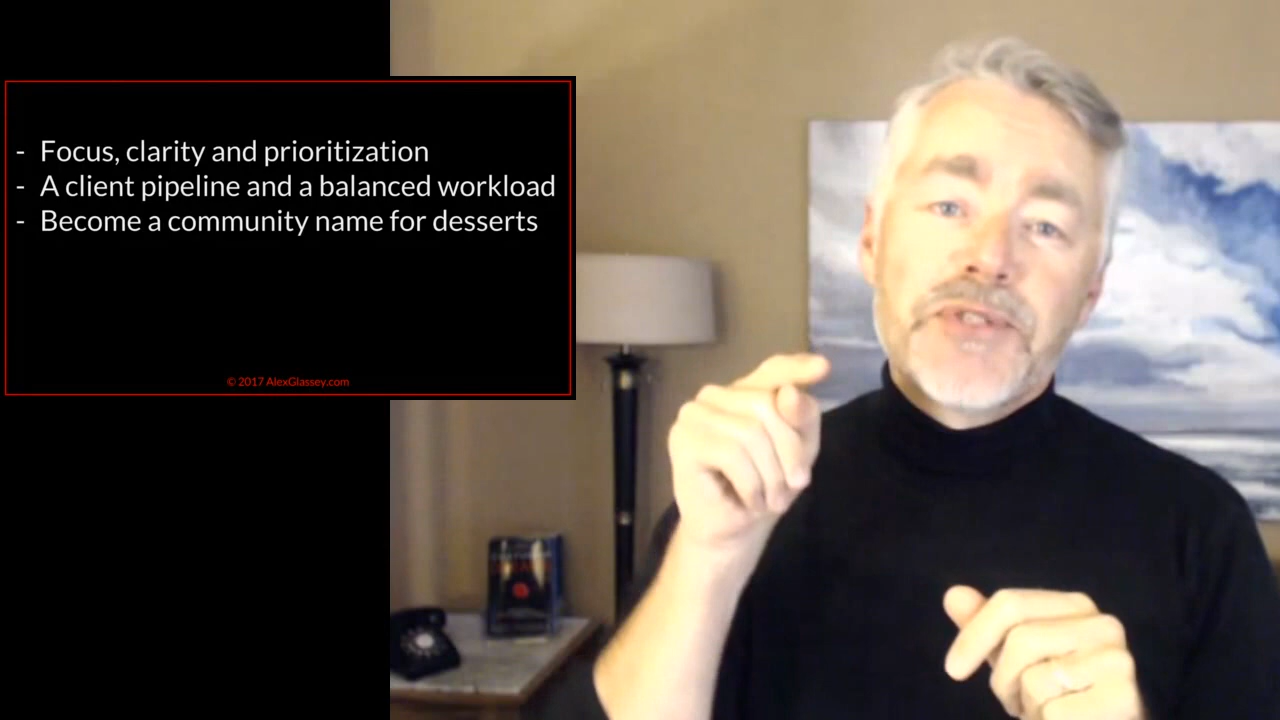 - Focus, clarity and prioritization
- A client pipeline and a balanced workload
- Become a community name for desserts
© 2017 AlexGlassey.com